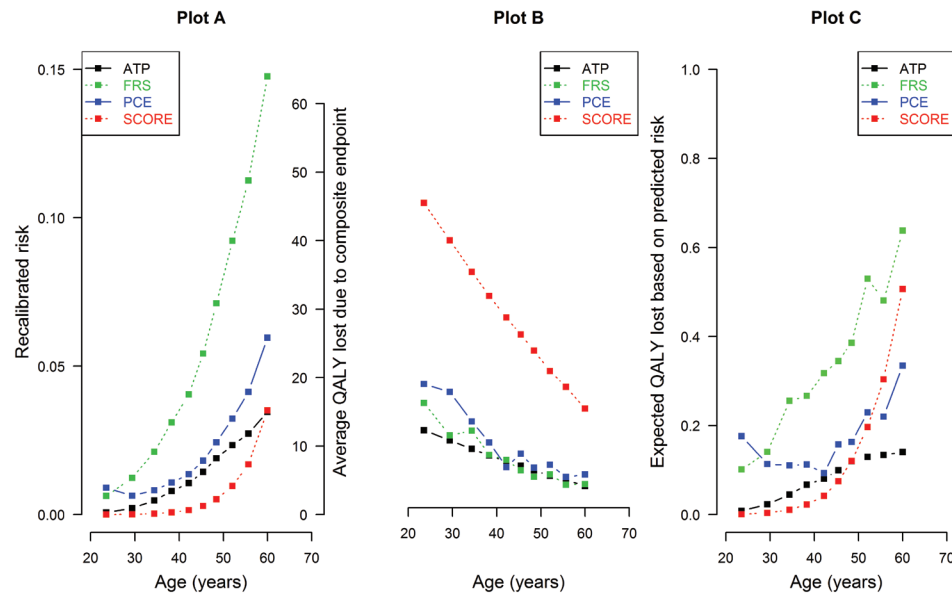 Plot A
ATP
FRS
PCE
SCORE
Recalibrated risk
0.15
0.10
0.05
0.00
20 30 40 50 60 70
Age (years)
Plot B
ATP
FRS
PCE
SCORE
Average QALY lost due to composite endpoint
60
50
40
30
20
10
0
20 30 40 50 60 70
Age (years)
Plot C
ATP
FRS
PCE
SCORE
Expected QALY lost based on predicted risk
1.0
0.8
0.6
0.4
0.2
0.0
20 30 40 50 60 70
Age (years)